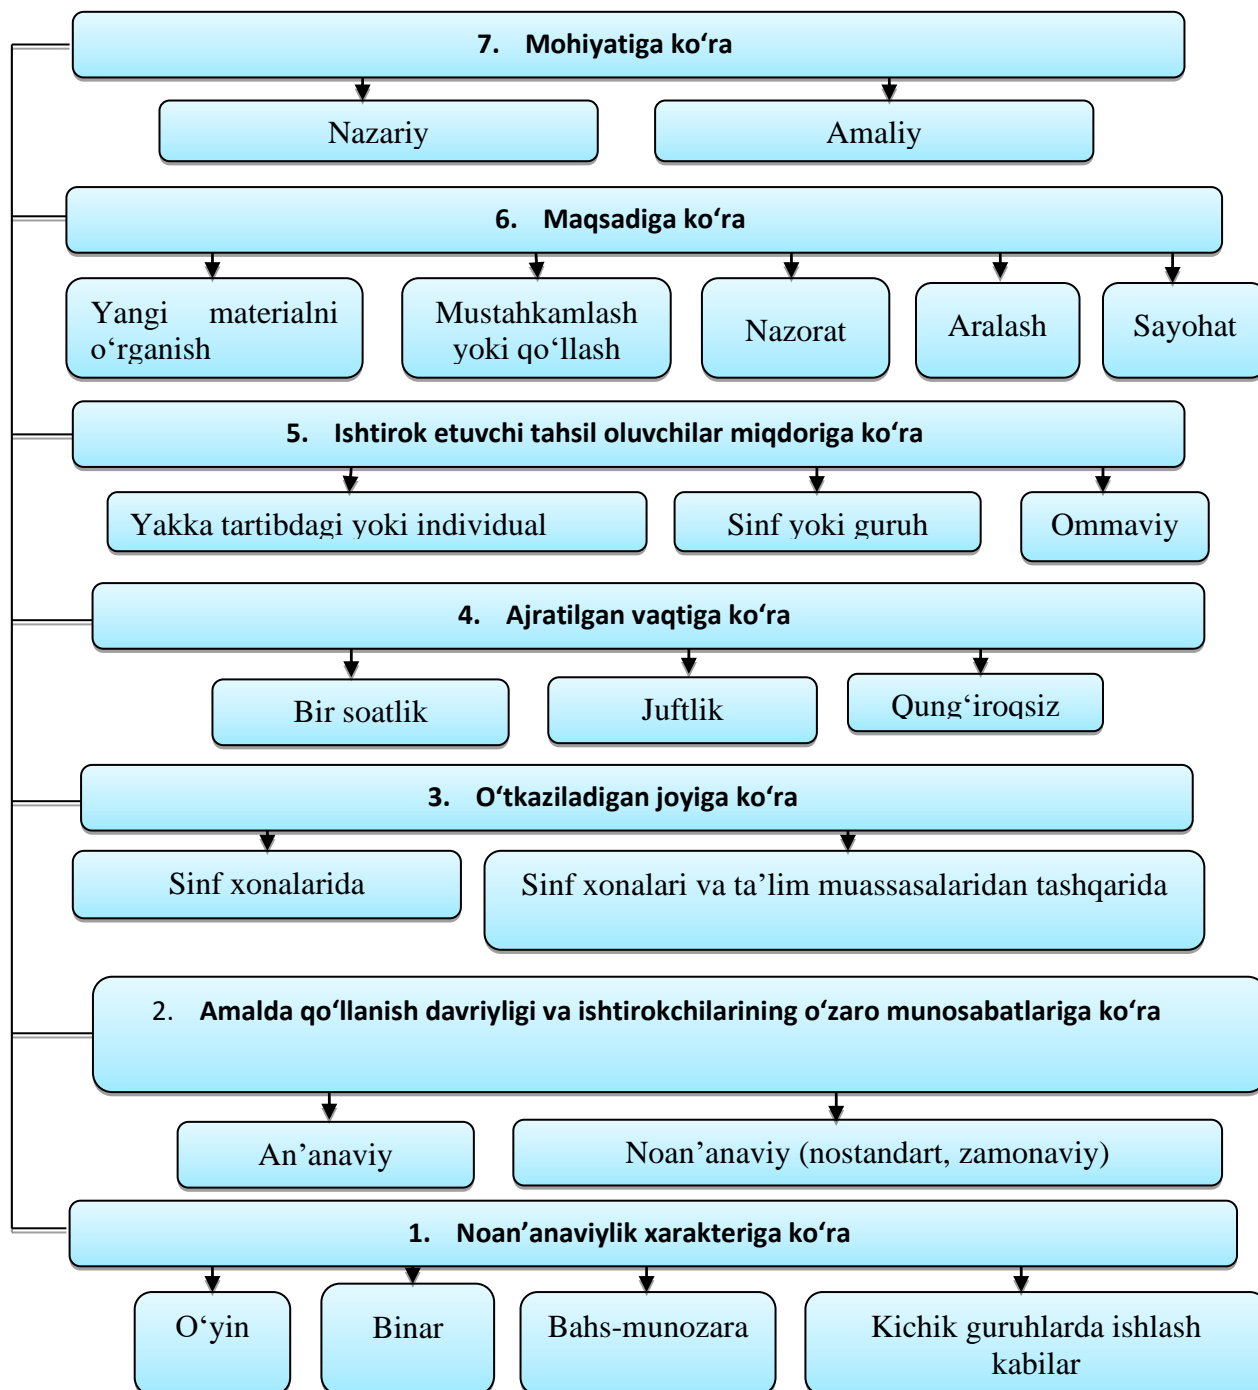 7. Mohiyatiga ko‘ra
Nazariy
Amaliy
6. Maqsadiga ko‘ra
Yangi materialni
o‘rganish
Mustahkamlash
yoki qo‘llash
Nazorat
Aralash
Sayohat
5. Ishtirok etuvchi tahsil oluvchilar miqdoriga ko‘ra
Yakka tartibdagi yoki individual
Sinf yoki guruh
Ommaviy
4. Ajratilgan vaqtiga ko‘ra
Bir soatlik
Juftlik
Qung‘iroqsiz
3. O‘tkaziladigan joyiga ko‘ra
Sinf xonalarida
Sinf xonalari va ta’lim muassasalaridan tashqarida
2. Amalda qo‘llanish davriyligi va ishtirokchilarining o‘zaro munosabatlariga ko‘ra
An’anaviy
Noan’anaviy (nostandart, zamonaviy)
1. Noan’anaviylik xarakteriga ko‘ra
O‘yin
Binar
Bahs-munozara
Kichik guruhlarda ishlash
kabilar